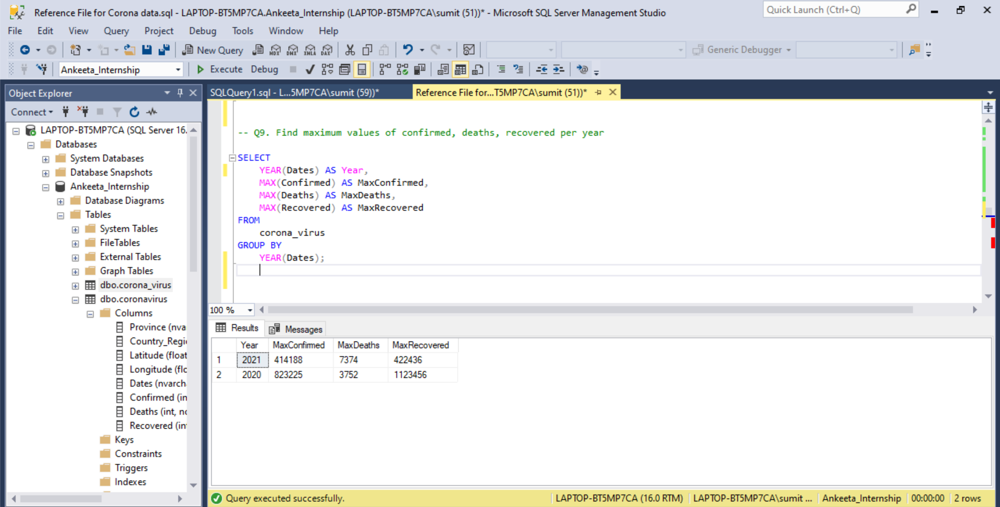 Reference File for Corona data.sql - LAPTOP-BT5MP7CA.Ankeeta_Internship (LAPTOP-BT5MP7CA\sumit (51))* - Microsoft SQL Server Management Studio
Quick Launch (Ctrl+Q)
File Edit View Query Project Debug Tools Window Help
New Query MDX DMX XMLA DAX Generic Debugger
Ankeeta_Internship Execute Debug
Object Explorer
SQLQuery1.sql - L...5MP7CA\sumit (59))*
Reference File for...T5MP7CA\sumit (51))*
Connect
LAPTOP-BT5MP7CA (SQL Server 16.
Databases
System Databases
Database Snapshots
Ankeeta_Internship
Database Diagrams
Tables
System Tables
FileTables
External Tables
Graph Tables
dbo.corona_virus
dbo.coronavirus
Columns
Province (nva
Country_Regi
Latitude (float
Longitude (flo
Dates (nvarch
Confirmed (in
Deaths (int, no
Recovered (int
Keys
Constraints
Triggers
Indexes
-- Q9. Find maximum values of confirmed, deaths, recovered per year
SELECT
YEAR(Dates) AS Year,
MAX(Confirmed) AS MaxConfirmed,
MAX(Deaths) AS MaxDeaths,
MAX(Recovered) AS MaxRecovered
FROM
corona_virus
GROUP BY
YEAR(Dates);
100 %
Results Messages
Year MaxConfirmed MaxDeaths MaxRecovered
1 2021 414188 7374 422436
2 2020 823225 3752 1123456
Query executed successfully. LAPTOP-BT5MP7CA (16.0 RTM) LAPTOP-BT5MP7CA\sumit ... Ankeeta_Internship 00:00:00 2 rows